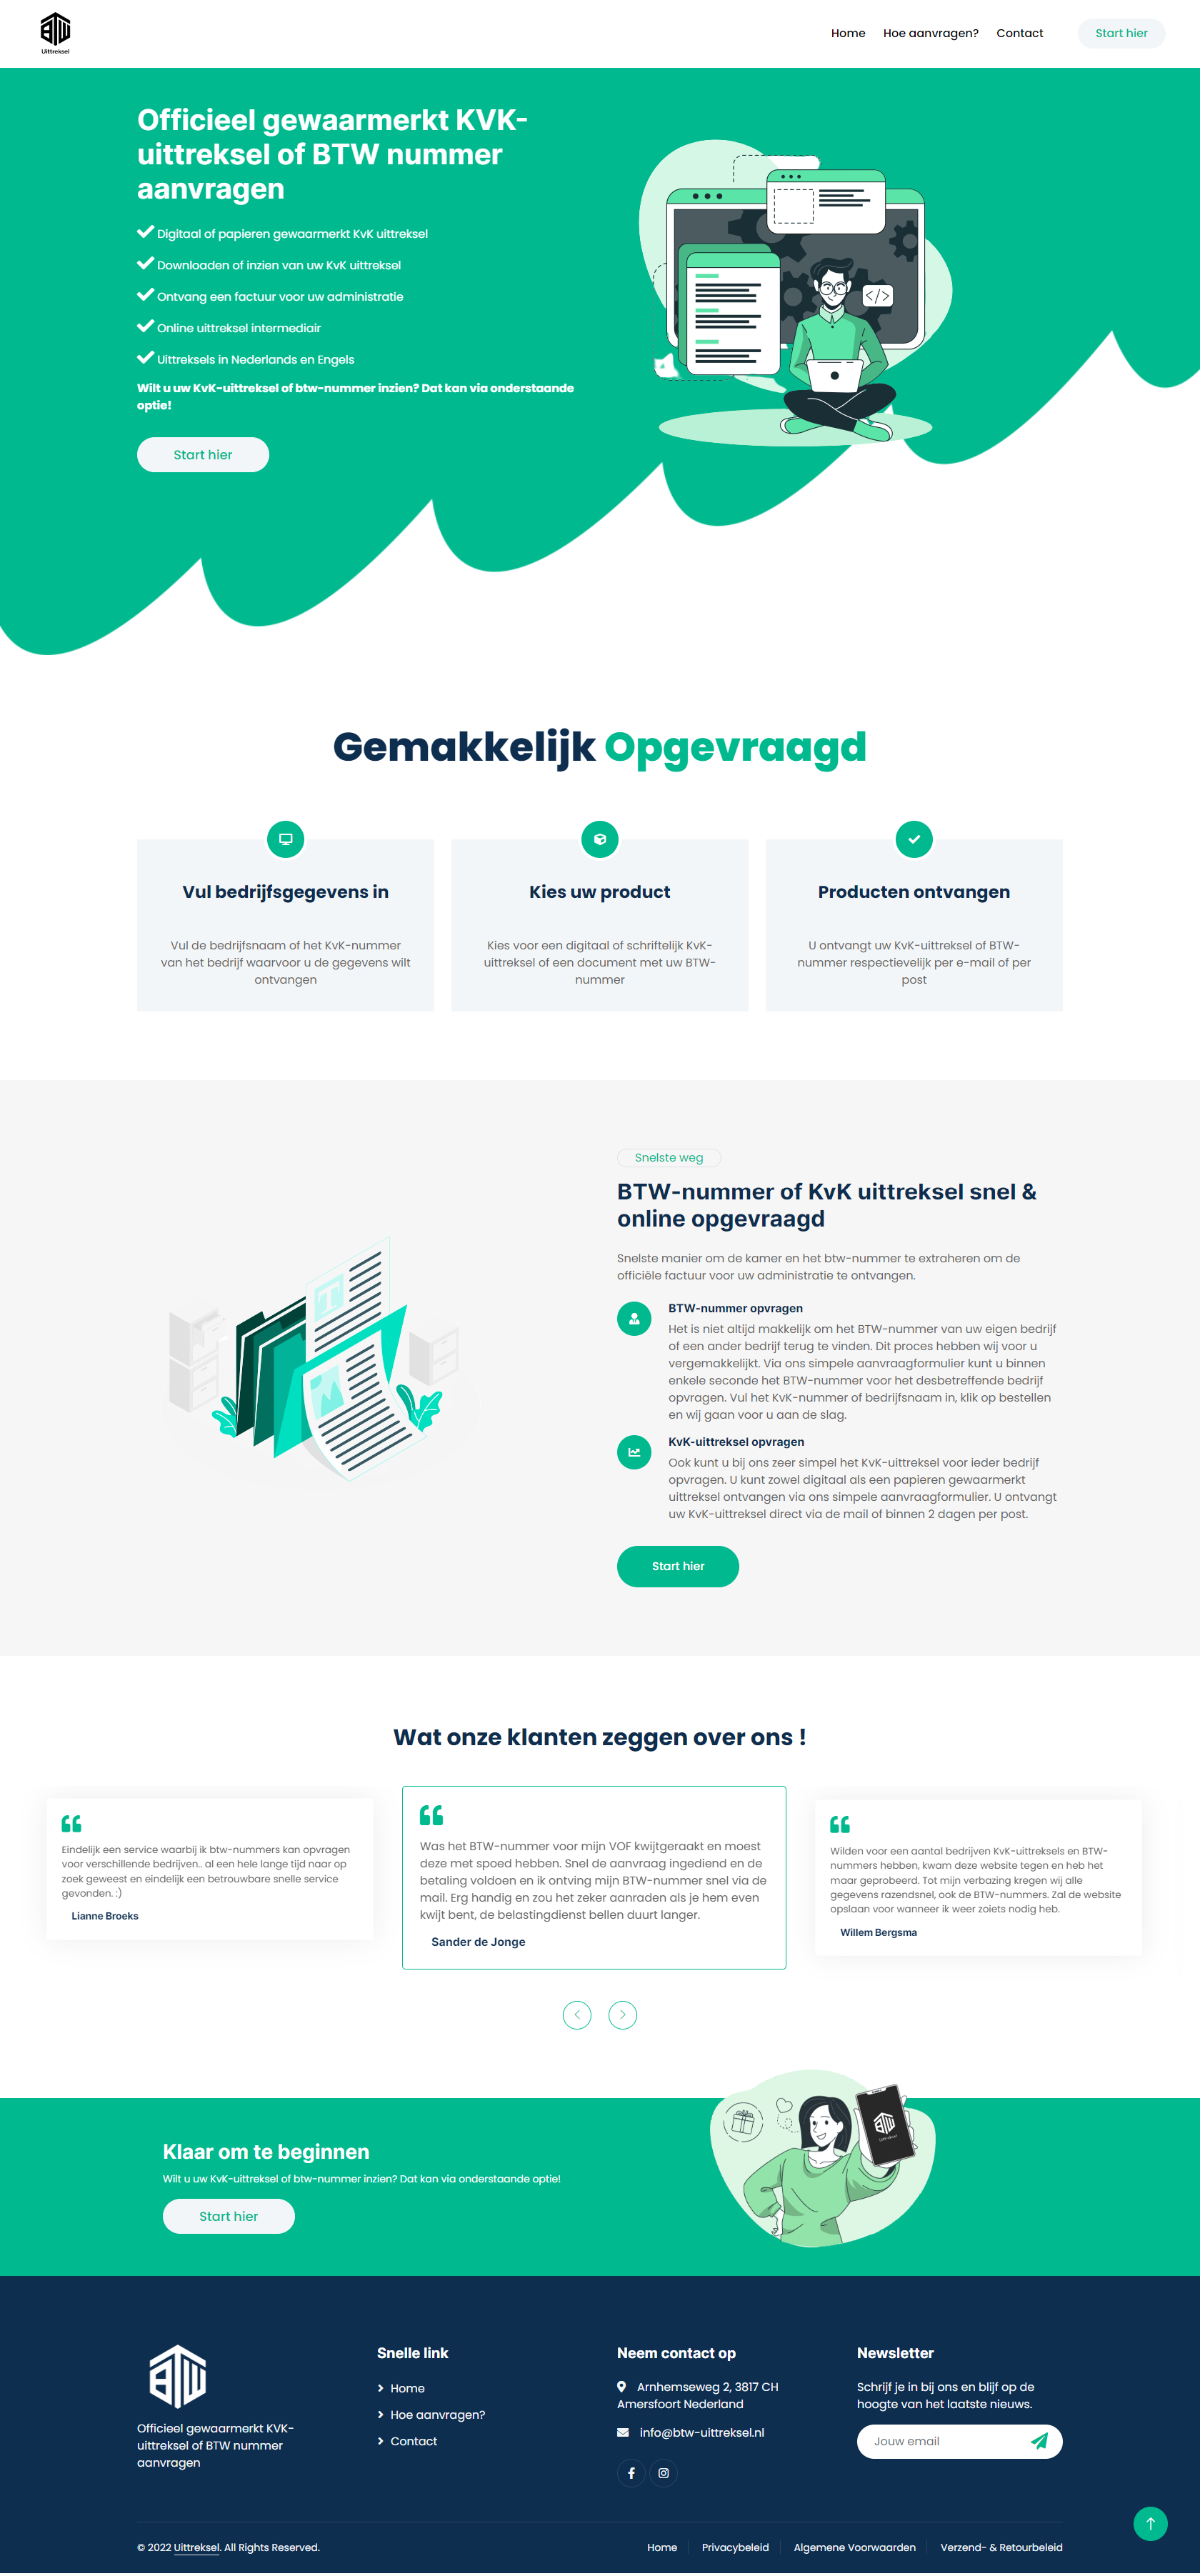 BTW
Uittreksel
Home
Hoe aanvragen?
Contact
Start hier
Officieel gewaarmerkt KVK-
uittreksel of BTW nummer
aanvragen
Digitaal of papieren gewaarmerkt KvK uittreksel
Downloaden of inzien van uw KvK uittreksel
Ontvang een factuur voor uw administratie
Online uittreksel intermediair
Uittreksels in Nederlands en Engels
Wilt u uw KvK-uittreksel of btw-nummer inzien? Dat kan via onderstaande
optie!
Start hier
</>
Gemakkelijk Opgevraagd
Vul bedrijfsgegevens in
Vul de bedrijfsnaam of het KvK-nummer
van het bedrijf waarvoor u de gegevens wilt
ontvangen
Kies uw product
Kies voor een digitaal of schriftelijk KvK-
uittreksel of een document met uw BTW-
nummer
Producten ontvangen
U ontvangt uw KvK-uittreksel of BTW-
nummer respectievelijk per e-mail of per
post
T
Snelste weg
BTW-nummer of KvK uittreksel snel &
online opgevraagd
Snelste manier om de kamer en het btw-nummer te extraheren om de
officiële factuur voor uw administratie te ontvangen.
BTW-nummer opvragen
Het is niet altijd makkelijk om het BTW-nummer van uw eigen bedrijf
of een ander bedrijf terug te vinden. Dit proces hebben wij voor u
vergemakkelijkt. Via ons simpele aanvraagformulier kunt u binnen
enkele seconde het BTW-nummer voor het desbetreffende bedrijf
opvragen. Vul het KvK-nummer of bedrijfsnaam in, klik op bestellen
en wij gaan voor u aan de slag.
KvK-uittreksel opvragen
Ook kunt u bij ons zeer simpel het KvK-uittreksel voor ieder bedrijf
opvragen. U kunt zowel digitaal als een papieren gewaarmerkt
uittreksel ontvangen via ons simpele aanvraagformulier. U ontvangt
uw KvK-uittreksel direct via de mail of binnen 2 dagen per post.
Start hier
Wat onze klanten zeggen over ons !
Eindelijk een service waarbij ik btw-nummers kan opvragen
voor verschillende bedrijven.. al een hele lange tijd naar op
zoek geweest en eindelijk een betrouwbare snelle service
gevonden. :)
Lianne Broeks
Was het BTW-nummer voor mijn VOF kwijtgeraakt en moest
deze met spoed hebben. Snel de aanvraag ingediend en de
betaling voldoen en ik ontving mijn BTW-nummer snel via de
mail. Erg handig en zou het zeker aanraden als je hem even
kwijt bent, de belastingdienst bellen duurt langer.
Sander de Jonge
Wilden voor een aantal bedrijven KvK-uittreksels en BTW-
nummers hebben, kwam deze website tegen en heb het
maar geprobeerd. Tot mijn verbazing kregen wij alle
gegevens razendsnel, ook de BTW-nummers. Zal de website
opslaan voor wanneer ik weer zoiets nodig heb.
Willem Bergsma
Klaar om te beginnen
Wilt u uw KvK-uittreksel of btw-nummer inzien? Dat kan via onderstaande optie!
Start hier
BTW
Uittreksel
BTW
Officieel gewaarmerkt KVK-
uittreksel of BTW nummer
aanvragen
Snelle link
Home
Hoe aanvragen?
Contact
Neem contact op
Arnhemseweg 2, 3817 CH
Amersfoort Nederland
info@btw-uittreksel.nl
Newsletter
Schrijf je in bij ons en blijf op de
hoogte van het laatste nieuws.
Jouw email
© 2022 Uittreksel. All Rights Reserved.
Home
Privacybeleid
Algemene Voorwaarden
Verzend- & Retourbeleid